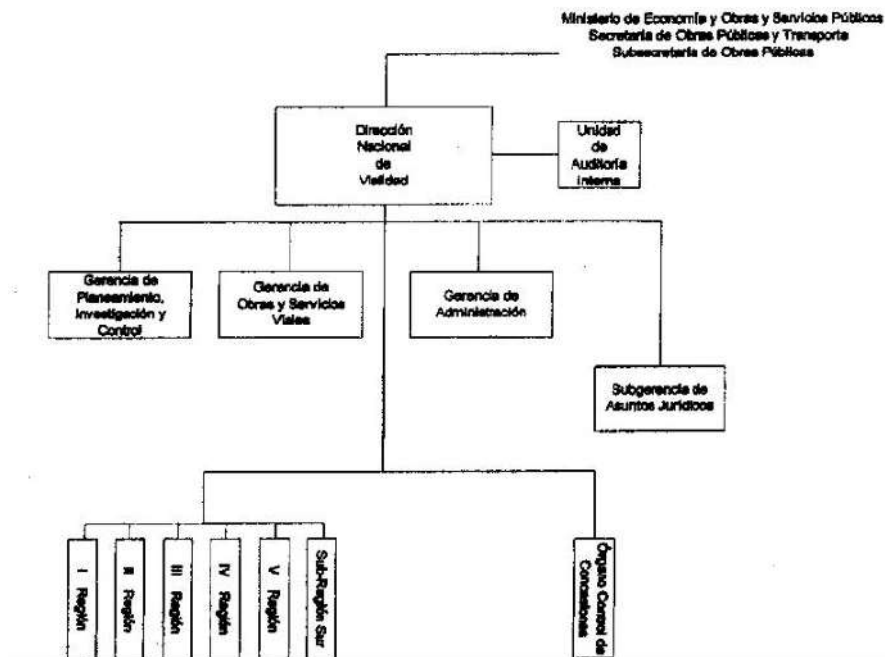 Ministerio de Economía y Obras y Servicios Públicos
Secretaría de Obras Públicas y Transporte
Subsecretaría de Obras Públicas
Dirección
Nacional
de
Vialidad
Unidad
de
Auditoría
Interna
Gerencia de
Planeamiento,
Investigación y
Control
Gerencia de
Obras y Servicios
Viales
Gerencia de
Administración
Subgerencia de
Asuntos Jurídicos
I Región
II Región
III Región
IV Región
V Región
Sub-Región Sur
Órgano Control de
Concesiones